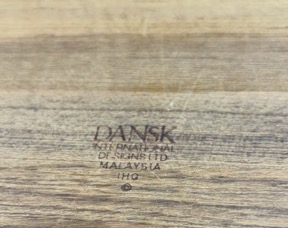 DANSK
INTERNATIONAL
DESIGNS LTD
MALAYSIA
IHQ
©